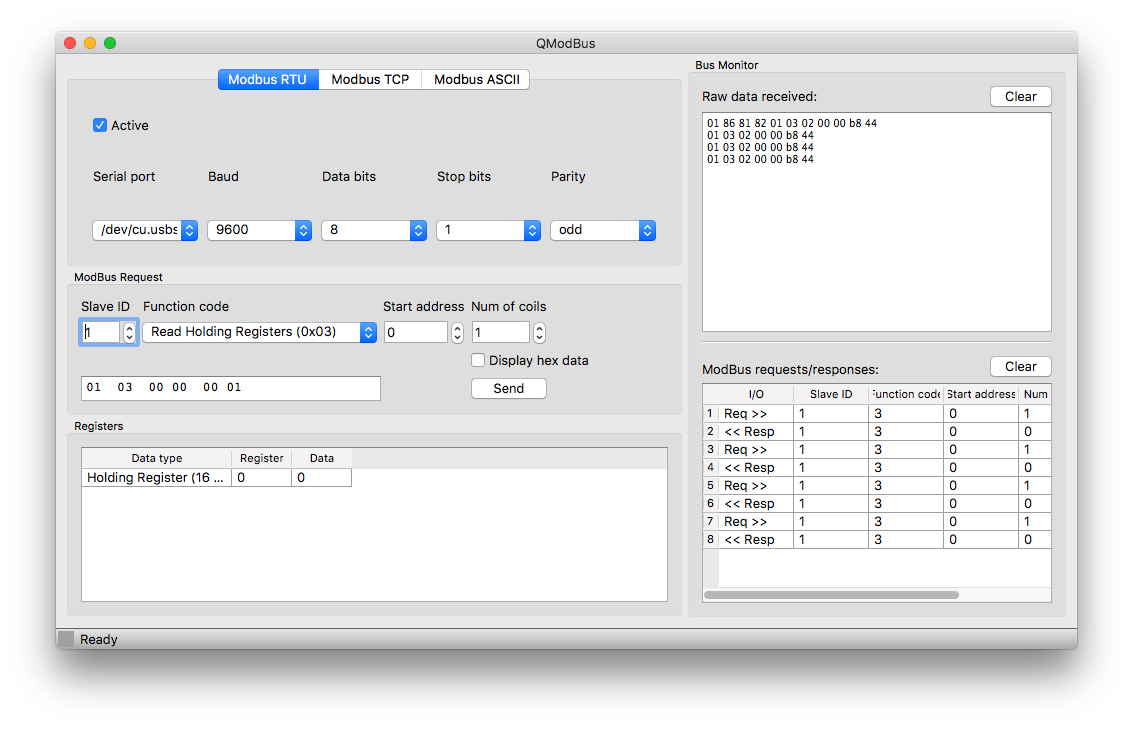 QModBus
Modbus RTU Modbus TCP Modbus ASCII
Active
Serial port Baud Data bits Stop bits Parity
/dev/cu.usbs 9600 8 1 odd
ModBus Request
Slave ID Function code Start address Num of coils
1 Read Holding Registers (0x03) 0 1
Display hex data
01 03 00 00 00 01
Send
Registers
Data type Register Data
Holding Register (16 ... 0 0
Bus Monitor
Raw data received: Clear
01 86 81 82 01 03 02 00 00 b8 44
01 03 02 00 00 b8 44
01 03 02 00 00 b8 44
01 03 02 00 00 b8 44
ModBus requests/responses: Clear
I/O Slave ID Function code Start address Num
1 Req >> 1 3 0 1
2 << Resp 1 3 0 0
3 Req >> 1 3 0 1
4 << Resp 1 3 0 0
5 Req >> 1 3 0 1
6 << Resp 1 3 0 0
7 Req >> 1 3 0 1
8 << Resp 1 3 0 0
Ready